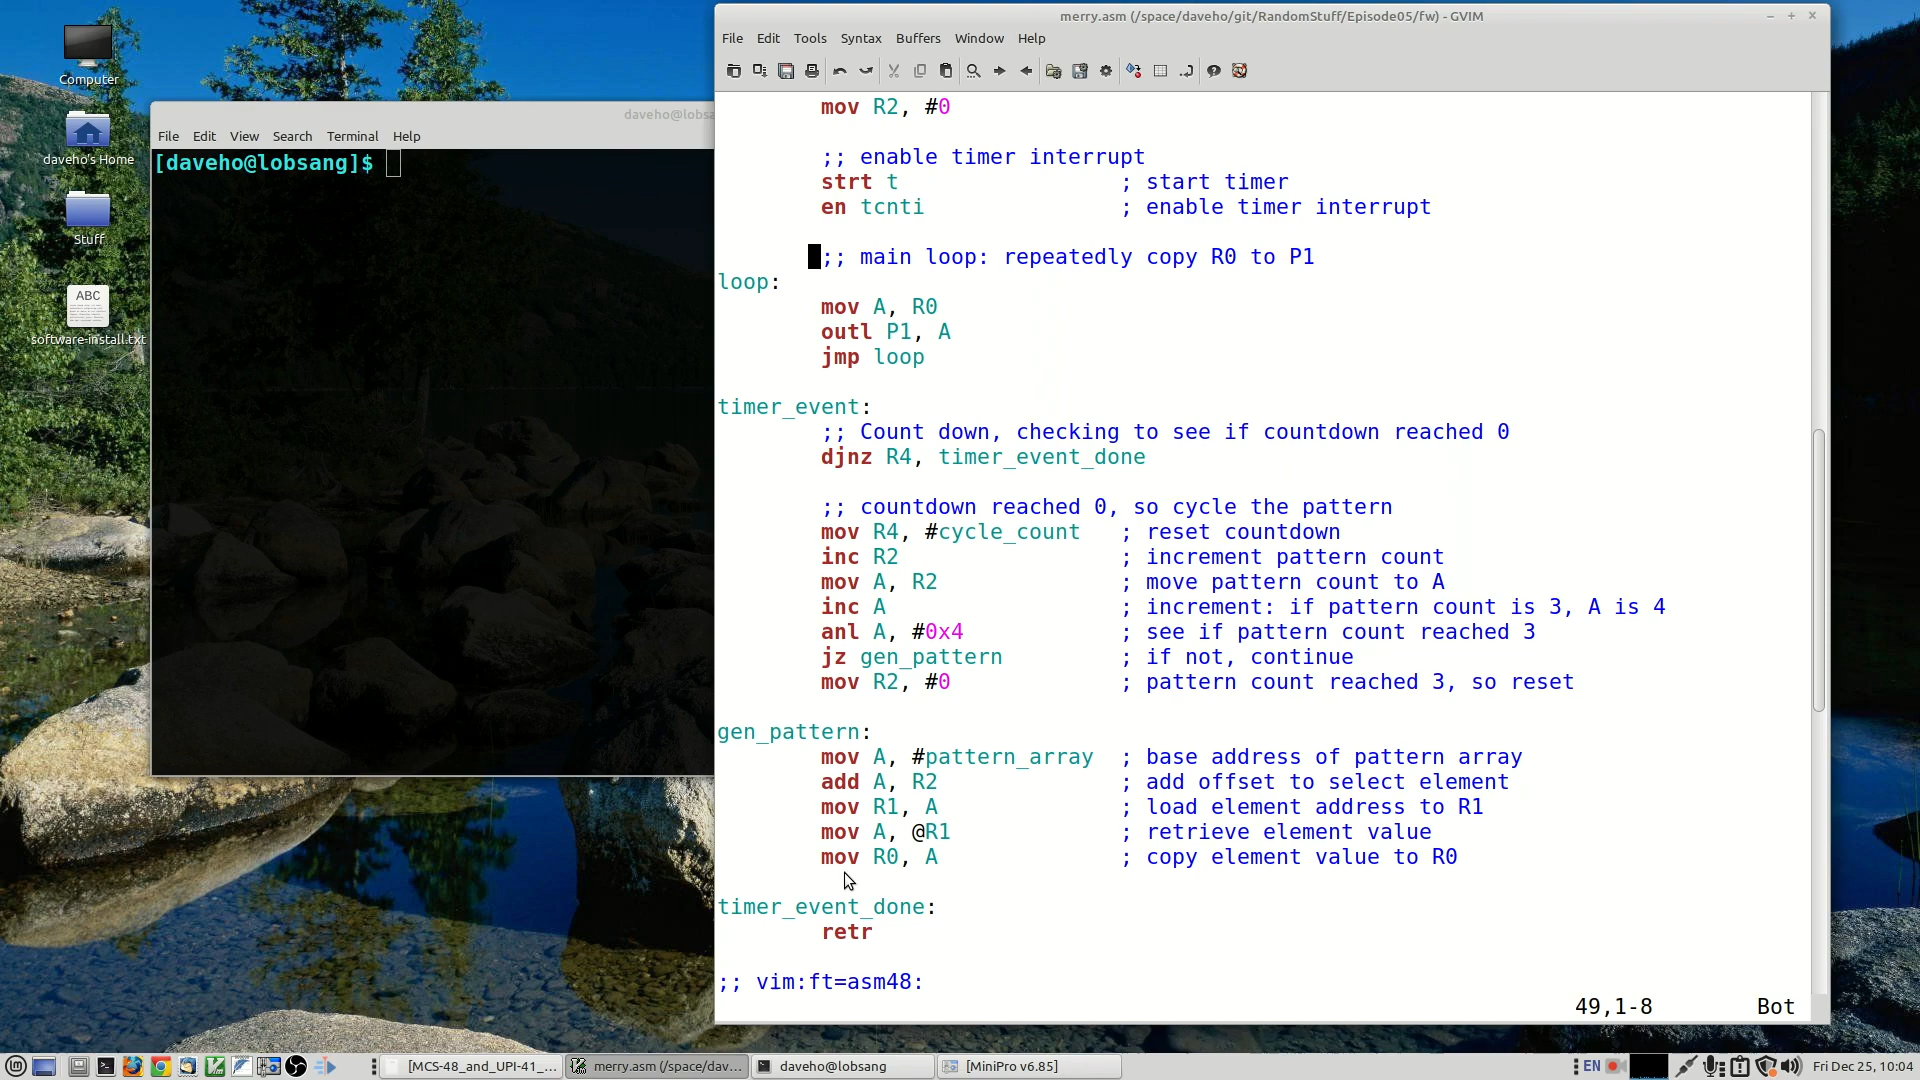 Computer
daveho's Home
Stuff
ABC
software-install.txt
daveho@lobsa
File Edit View Search Terminal Help
[daveho@lobsang]$
merry.asm (/space/daveho/git/RandomStuff/Episode05/fw) - GVIM
File Edit Tools Syntax Buffers Window Help
mov R2, #0
;; enable timer interrupt
strt t ; start timer
en tcnti ; enable timer interrupt
;; main loop: repeatedly copy R0 to P1
loop:
mov A, R0
outl P1, A
jmp loop
timer_event:
;; Count down, checking to see if countdown reached 0
djnz R4, timer_event_done
;; countdown reached 0, so cycle the pattern
mov R4, #cycle_count ; reset countdown
inc R2 ; increment pattern count
mov A, R2 ; move pattern count to A
inc A ; increment: if pattern count is 3, A is 4
anl A, #0x4 ; see if pattern count reached 3
jz gen_pattern ; if not, continue
mov R2, #0 ; pattern count reached 3, so reset
gen_pattern:
mov A, #pattern_array ; base address of pattern array
add A, R2 ; add offset to select element
mov R1, A ; load element address to R1
mov A, @R1 ; retrieve element value
mov R0, A ; copy element value to R0
timer_event_done:
retr
;; vim:ft=asm48:
49,1-8 Bot
[MCS-48_and_UPI-41_... merry.asm (/space/dav... daveho@lobsang [MiniPro v6.85] EN Fri Dec 25, 10:04